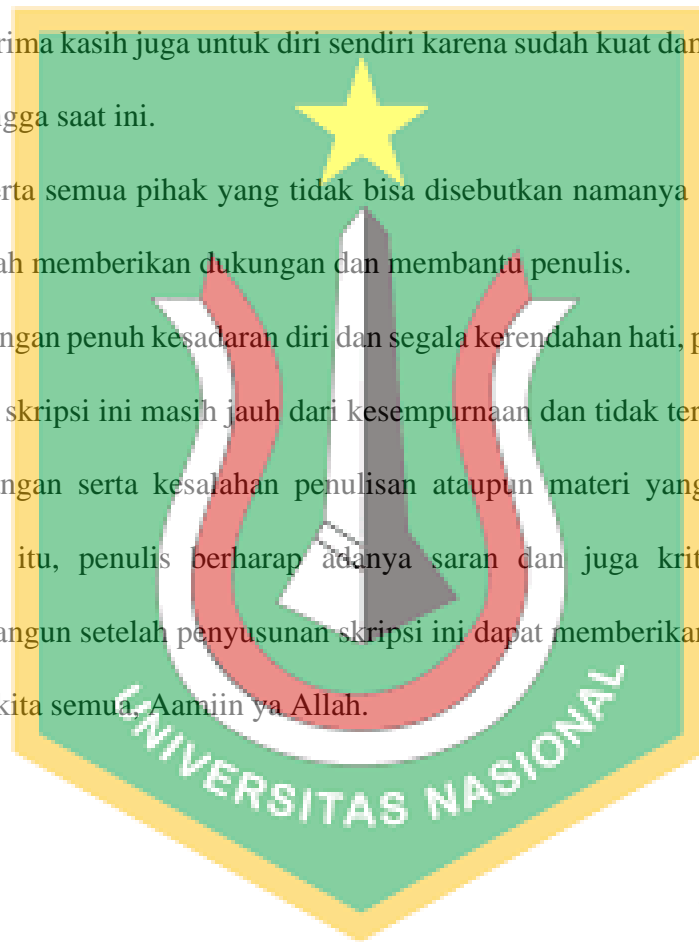 rima kasih juga untuk diri sendiri karena sudah kuat dan
gga saat ini.
rta semua pihak yang tidak bisa disebutkan namanya
ah memberikan dukungan dan membantu penulis.
ngan penuh kesadaran diri dan segala kerendahan hati, p
skripsi ini masih jauh dari kesempurnaan dan tidak ter
ngan serta kesalahan penulisan ataupun materi yang
itu, penulis berharap adanya saran dan juga krit
angun setelah penyusunan skripsi ini dapat memberikan
kita semua, Aamiin ya Allah.
UNIVERSITAS NASIONAL